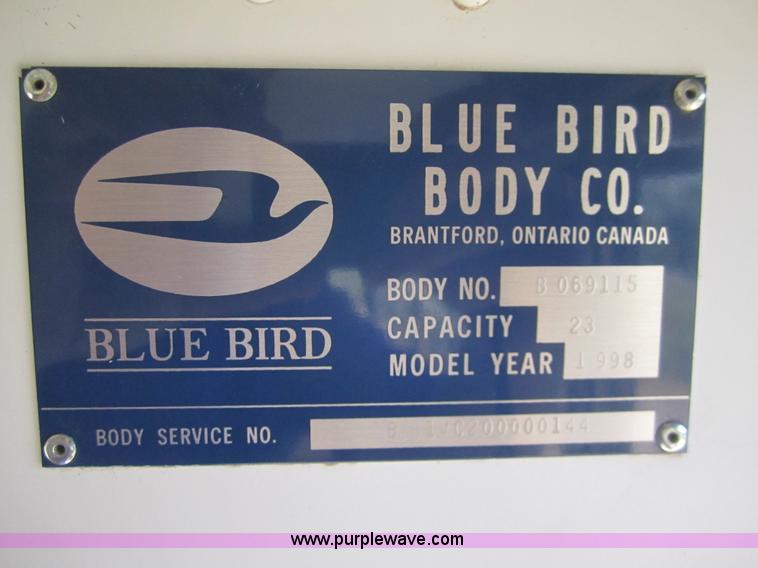 BLUE BIRD
BODY CO.
BRANTFORD, ONTARIO CANADA
BODY NO. B 069115
CAPACITY 23
MODEL YEAR 1998
BLUE BIRD
BODY SERVICE NO.
www.purplewave.com